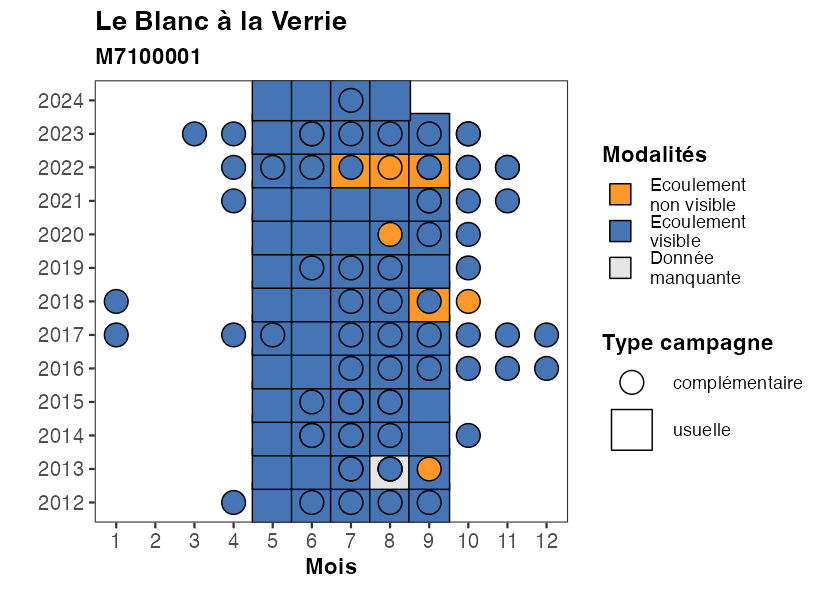 Le Blanc à la Verrie
M7100001
2024
2023
2022
2021
2020
2019
2018
2017
2016
2015
2014
2013
2012
1 2 3 4 5 6 7 8 9 10 11 12
Mois
Modalités
Ecoulement
non visible
Ecoulement
visible
Donnée
manquante
Type campagne
complémentaire
usuelle